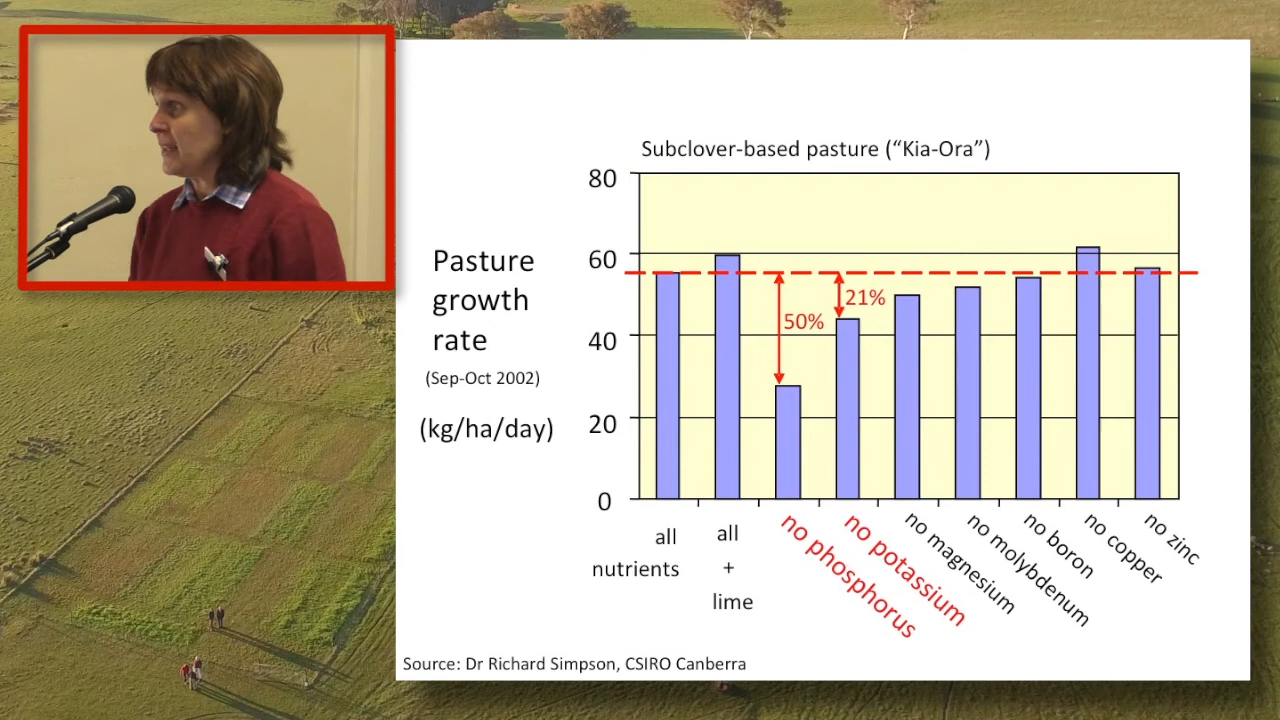 Subclover-based pasture (“Kia-Ora”)
80
60
40
20
0
Pasture
growth
rate
(Sep-Oct 2002)
(kg/ha/day)
50%
21%
all
nutrients
all
+
lime
no phosphorus
no potassium
no magnesium
no molybdenum
no boron
no copper
no zinc
Source: Dr Richard Simpson, CSIRO Canberra